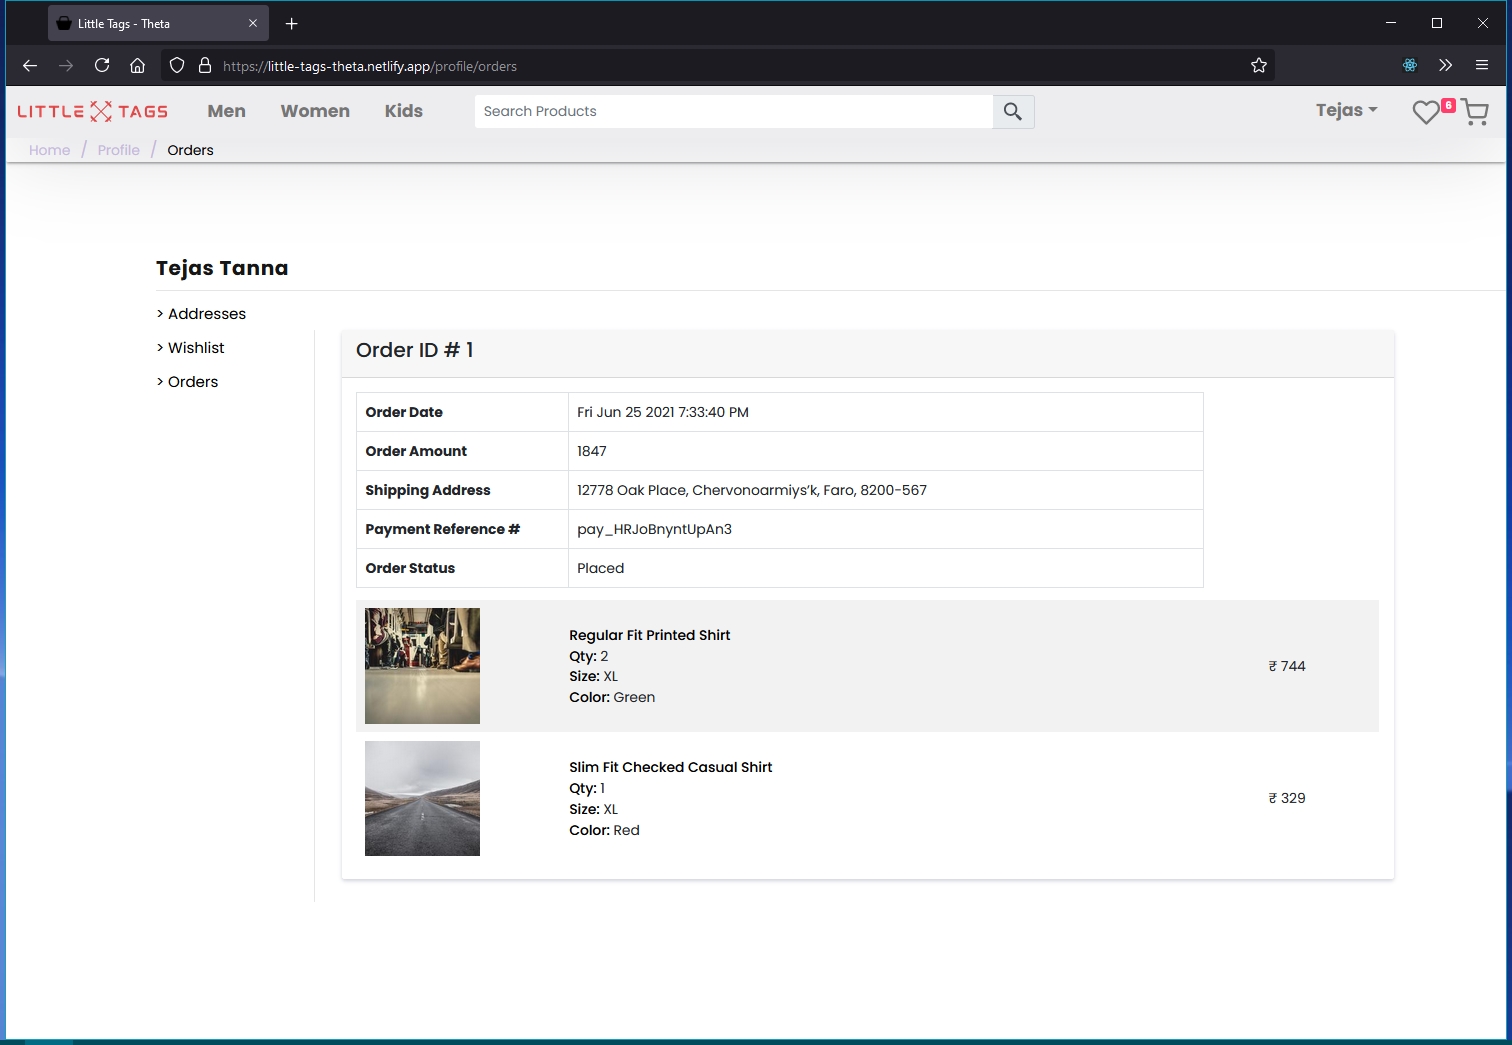 Little Tags - Theta
https://little-tags-theta.netlify.app/profile/orders
LITTLE TAGS
Men
Women
Kids
Search Products
Tejas
6
Home / Profile / Orders
Tejas Tanna
> Addresses
> Wishlist
> Orders
Order ID # 1
Order Date Fri Jun 25 2021 7:33:40 PM
Order Amount 1847
Shipping Address 12778 Oak Place, Chervonoarmiys’k, Faro, 8200-567
Payment Reference # pay_HRJoBnyntUpAn3
Order Status Placed
Regular Fit Printed Shirt
Qty: 2
Size: XL
Color: Green
₹ 744
Slim Fit Checked Casual Shirt
Qty: 1
Size: XL
Color: Red
₹ 329